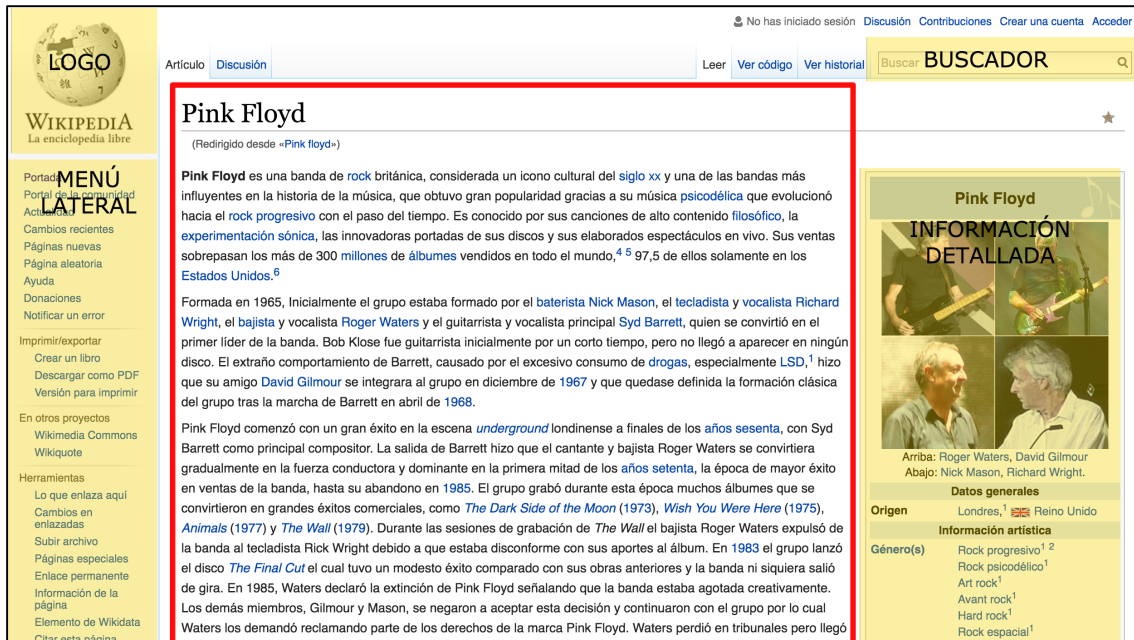 No has iniciado sesión Discusión Contribuciones Crear una cuenta Acceder
LOGO
WIKIPEDIA
La enciclopedia libre
Artículo Discusión
Leer Ver código Ver historial
Buscar BUSCADOR
MENÚ LATERAL
Portada
Portal de la comunidad
Actualidad
Cambios recientes
Páginas nuevas
Página aleatoria
Ayuda
Donaciones
Notificar un error
Imprimir/exportar
Crear un libro
Descargar como PDF
Versión para imprimir
En otros proyectos
Wikimedia Commons
Wikiquote
Herramientas
Lo que enlaza aquí
Cambios en
enlazadas
Subir archivo
Páginas especiales
Enlace permanente
Información de la
página
Elemento de Wikidata
Citar esta página
Pink Floyd
(Redirigido desde «Pink floyd»)
Pink Floyd es una banda de rock británica, considerada un icono cultural del siglo xx y una de las bandas más
influyentes en la historia de la música, que obtuvo gran popularidad gracias a su música psicodélica que evolucionó
hacia el rock progresivo con el paso del tiempo. Es conocido por sus canciones de alto contenido filosófico, la
experimentación sónica, las innovadoras portadas de sus discos y sus elaborados espectáculos en vivo. Sus ventas
sobrepasan los más de 300 millones de álbumes vendidos en todo el mundo,4 5 97,5 de ellos solamente en los
Estados Unidos.6
Formada en 1965, Inicialmente el grupo estaba formado por el baterista Nick Mason, el tecladista y vocalista Richard
Wright, el bajista y vocalista Roger Waters y el guitarrista y vocalista principal Syd Barrett, quien se convirtió en el
primer líder de la banda. Bob Klose fue guitarrista inicialmente por un corto tiempo, pero no llegó a aparecer en ningún
disco. El extraño comportamiento de Barrett, causado por el excesivo consumo de drogas, especialmente LSD,1 hizo
que su amigo David Gilmour se integrara al grupo en diciembre de 1967 y que quedase definida la formación clásica
del grupo tras la marcha de Barrett en abril de 1968.
Pink Floyd comenzó con un gran éxito en la escena underground londinense a finales de los años sesenta, con Syd
Barrett como principal compositor. La salida de Barrett hizo que el cantante y bajista Roger Waters se convirtiera
gradualmente en la fuerza conductora y dominante en la primera mitad de los años setenta, la época de mayor éxito
en ventas de la banda, hasta su abandono en 1985. El grupo grabó durante esta época muchos álbumes que se
convirtieron en grandes éxitos comerciales, como The Dark Side of the Moon (1973), Wish You Were Here (1975),
Animals (1977) y The Wall (1979). Durante las sesiones de grabación de The Wall el bajista Roger Waters expulsó de
la banda al tecladista Rick Wright debido a que estaba disconforme con sus aportes al álbum. En 1983 el grupo lanzó
el disco The Final Cut el cual tuvo un modesto éxito comparado con sus obras anteriores y la banda ni siquiera salió
de gira. En 1985, Waters declaró la extinción de Pink Floyd señalando que la banda estaba agotada creativamente.
Los demás miembros, Gilmour y Mason, se negaron a aceptar esta decisión y continuaron con el grupo por lo cual
Waters los demandó reclamando parte de los derechos de la marca Pink Floyd. Waters perdió en tribunales pero llegó
Pink Floyd
INFORMACIÓN
DETALLADA
Arriba: Roger Waters, David Gilmour
Abajo: Nick Mason, Richard Wright.
Datos generales
Origen Londres,1 Reino Unido
Información artística
Género(s) Rock progresivo1 2
Rock psicodélico1
Art rock1
Avant rock1
Hard rock1
Rock espacial1